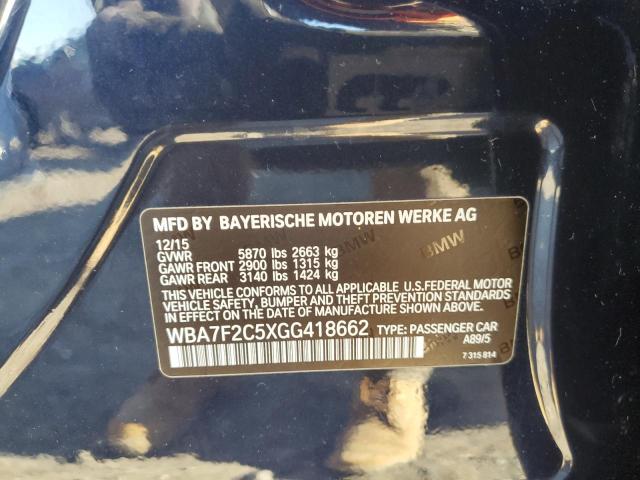 MFD BY BAYERISCHE MOTOREN WERKE AG
12/15
GVWR 5870 lbs 2663 kg
GAWR FRONT 2900 lbs 1315 kg
GAWR REAR 3140 lbs 1424 kg
THIS VEHICLE CONFORMS TO ALL APPLICABLE U.S.FEDERAL MOTOR
VEHICLE SAFETY, BUMPER AND THEFT PREVENTION STANDARDS
IN EFFECT ON THE DATE OF MANUFACTURE SHOWN ABOVE.
WBA7F2C5XGG418662 TYPE: PASSENGER CAR
A89/5
7 315 814
BMW
BMW